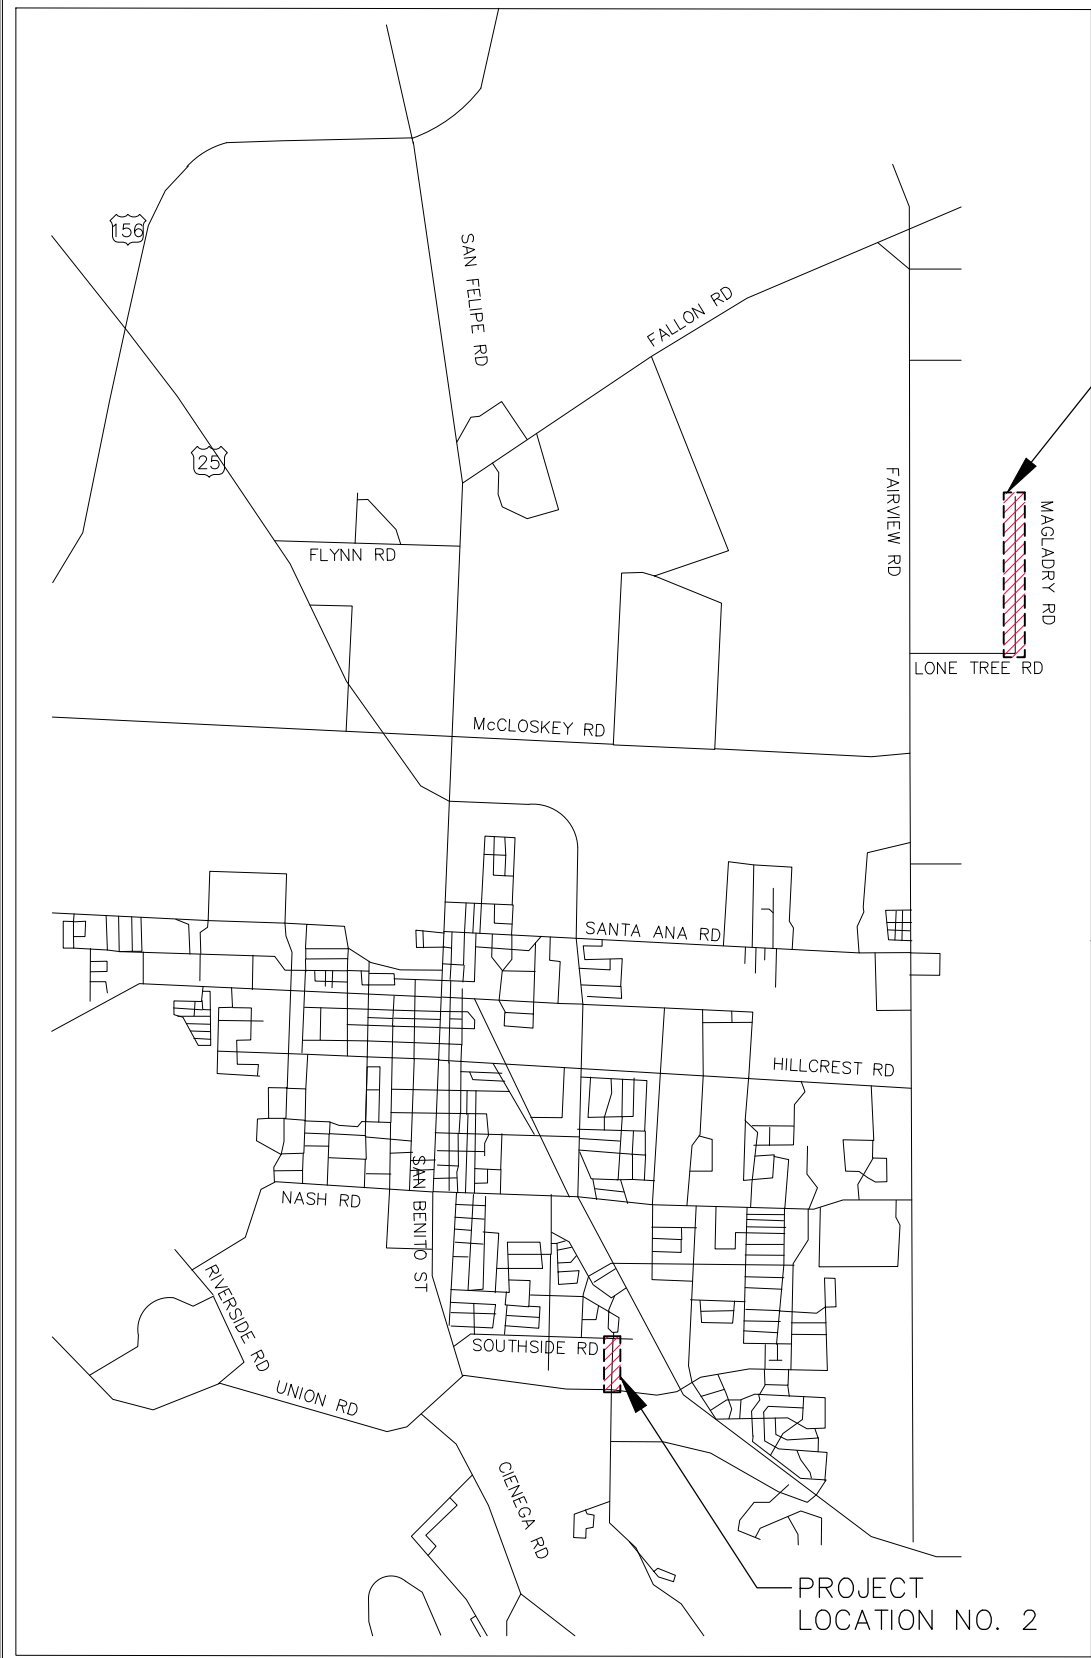 156
SAN FELIPE RD
FALLON RD
25
FAIRVIEW RD
MAGLADRY RD
FLYNN RD
LONE TREE RD
McCLOSKEY RD
SANTA ANA RD
HILLCREST RD
SAN BENITO ST
NASH RD
RIVERSIDE RD
SOUTHSIDE RD
UNION RD
CIENEGA RD
PROJECT
LOCATION NO. 2